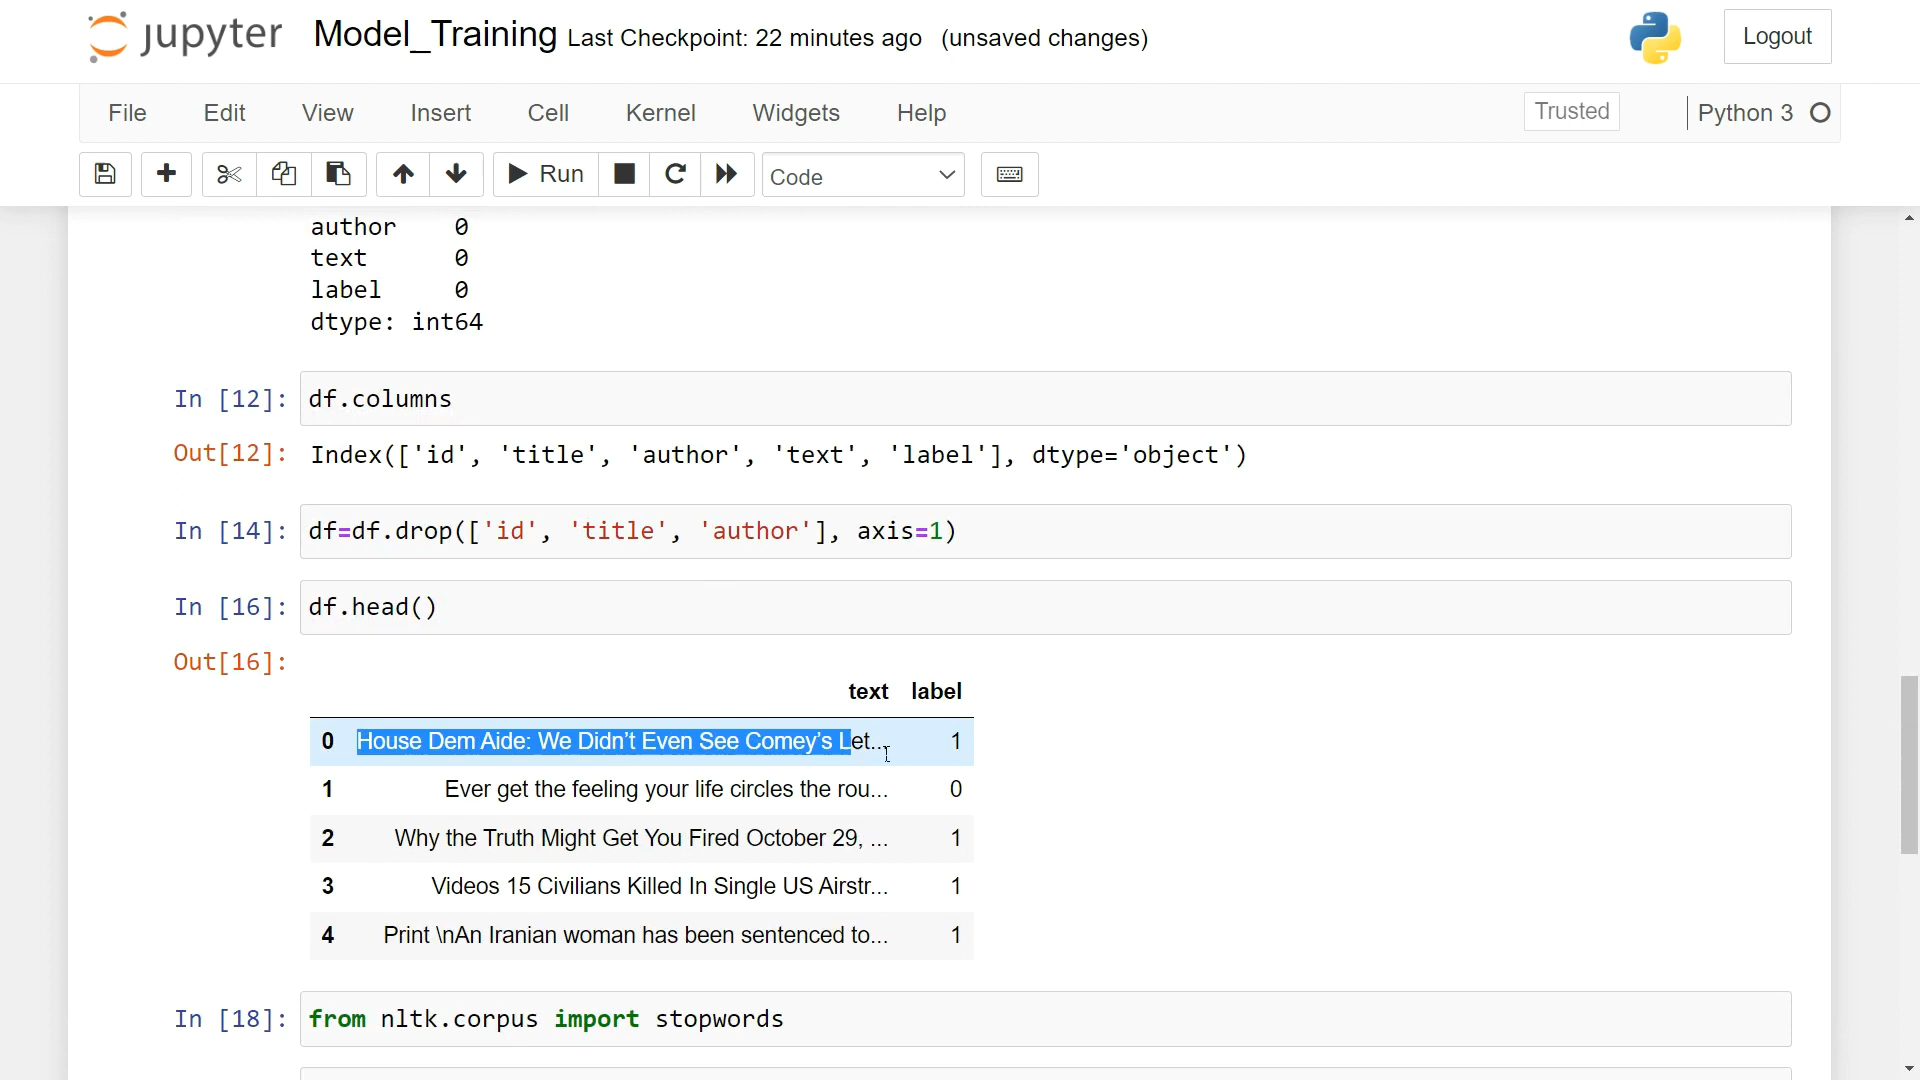 jupyter Model_Training Last Checkpoint: 22 minutes ago (unsaved changes) Logout
File Edit View Insert Cell Kernel Widgets Help Trusted Python 3
Run Code
author 0
text 0
label 0
dtype: int64
In [12]: df.columns
Out[12]: Index(['id', 'title', 'author', 'text', 'label'], dtype='object')
In [14]: df=df.drop(['id', 'title', 'author'], axis=1)
In [16]: df.head()
Out[16]:
text label
0 House Dem Aide: We Didn’t Even See Comey’s Let... 1
1 Ever get the feeling your life circles the rou... 0
2 Why the Truth Might Get You Fired October 29, ... 1
3 Videos 15 Civilians Killed In Single US Airstr... 1
4 Print \nAn Iranian woman has been sentenced to... 1
In [18]: from nltk.corpus import stopwords